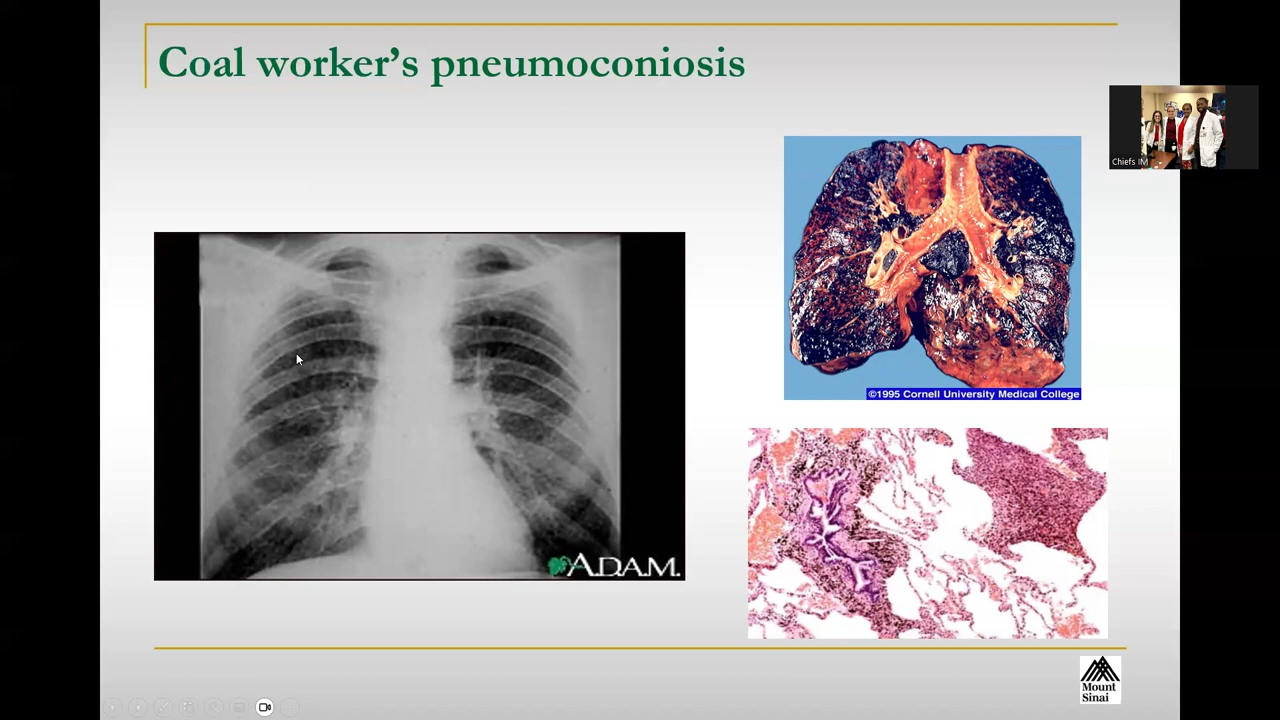 Coal worker’s pneumoconiosis
Chiefs IM
©1995 Cornell University Medical College
A.D.A.M.
Mount
Sinai